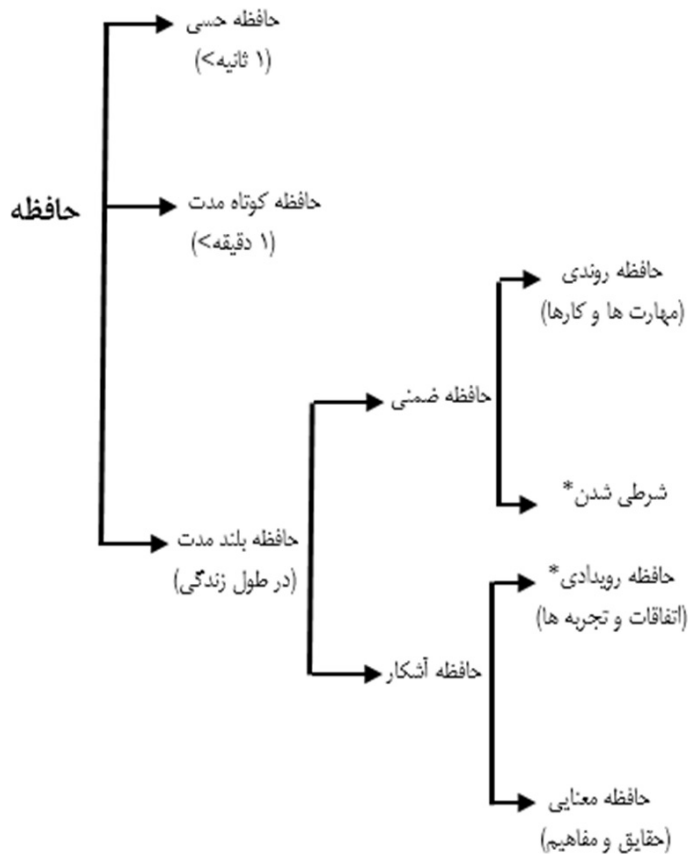 حافظه
حافظه حسی
(۱ ثانیه>)
حافظه کوتاه مدت
(۱ دقیقه>)
حافظه بلند مدت
(در طول زندگی)
حافظه ضمنی
حافظه روندی
(مهارت ها و کارها)
شرطی شدن*
حافظه آشکار
حافظه رویدادی*
(اتفاقات و تجربه ها)
حافظه معنایی
(حقایق و مفاهیم)